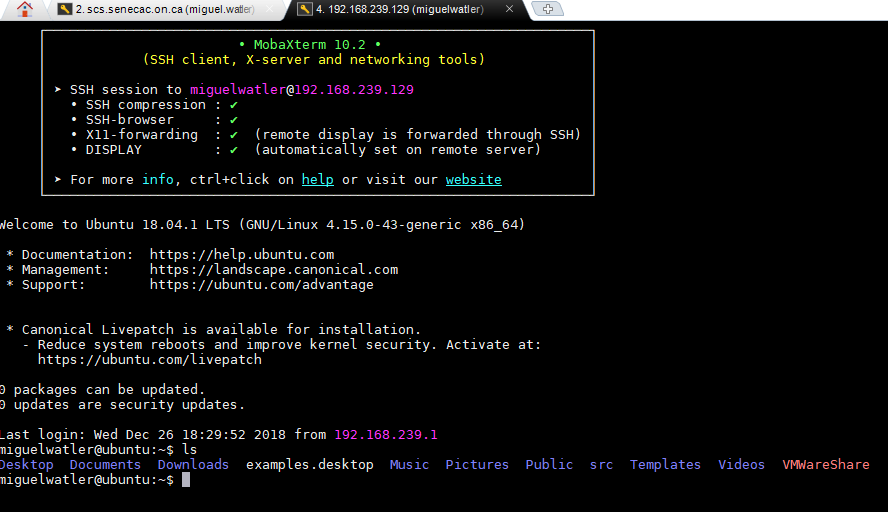 2. scs.senecac.on.ca (miguel.watler)
4. 192.168.239.129 (miguelwatler)
• MobaXterm 10.2 •
(SSH client, X-server and networking tools)
➤ SSH session to miguelwatler@192.168.239.129
• SSH compression : ✔
• SSH-browser     : ✔
• X11-forwarding  : ✔  (remote display is forwarded through SSH)
• DISPLAY         : ✔  (automatically set on remote server)
➤ For more info, ctrl+click on help or visit our website
Welcome to Ubuntu 18.04.1 LTS (GNU/Linux 4.15.0-43-generic x86_64)
* Documentation:  https://help.ubuntu.com
* Management:     https://landscape.canonical.com
* Support:        https://ubuntu.com/advantage
* Canonical Livepatch is available for installation.
- Reduce system reboots and improve kernel security. Activate at:
https://ubuntu.com/livepatch
0 packages can be updated.
0 updates are security updates.
Last login: Wed Dec 26 18:29:52 2018 from 192.168.239.1
miguelwatler@ubuntu:~$ ls
Desktop  Documents  Downloads  examples.desktop  Music  Pictures  Public  src  Templates  Videos  VMWareShare
miguelwatler@ubuntu:~$